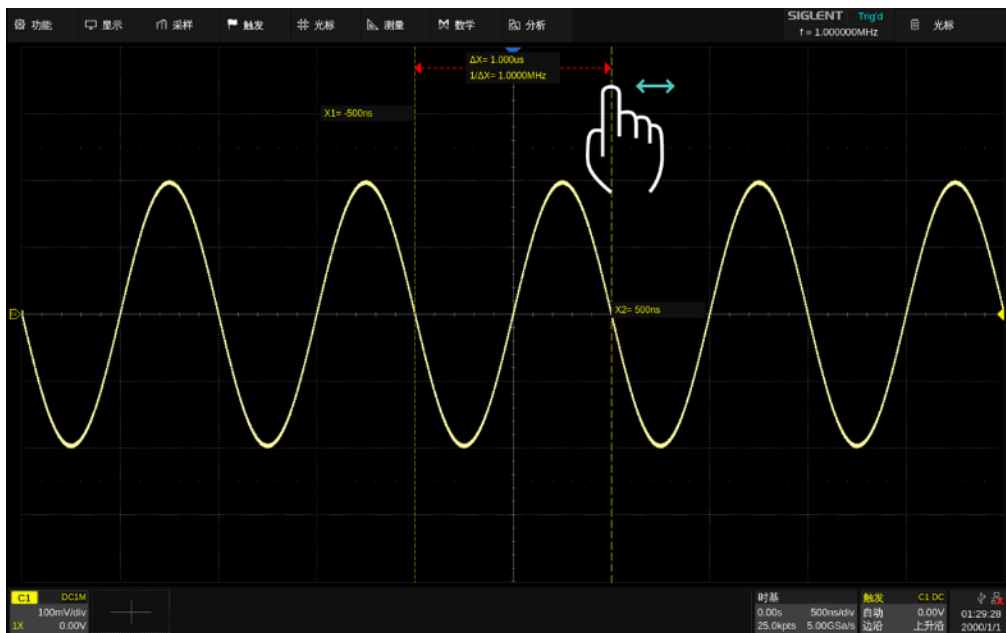 功能 显示 采样 触发 光标 测量 数学 分析 SIGLENT Trig'd
f = 1.000000MHz
光标
ΔX= 1.000us
1/ΔX= 1.0000MHz
X1= -500ns
X2= 500ns
C1 DC1M
100mV/div
1X 0.00V
时基
0.00s 500ns/div
25.0kpts 5.00GSa/s
触发 C1 DC
自动 0.00V
边沿 上升沿
01:29:28
2000/1/1